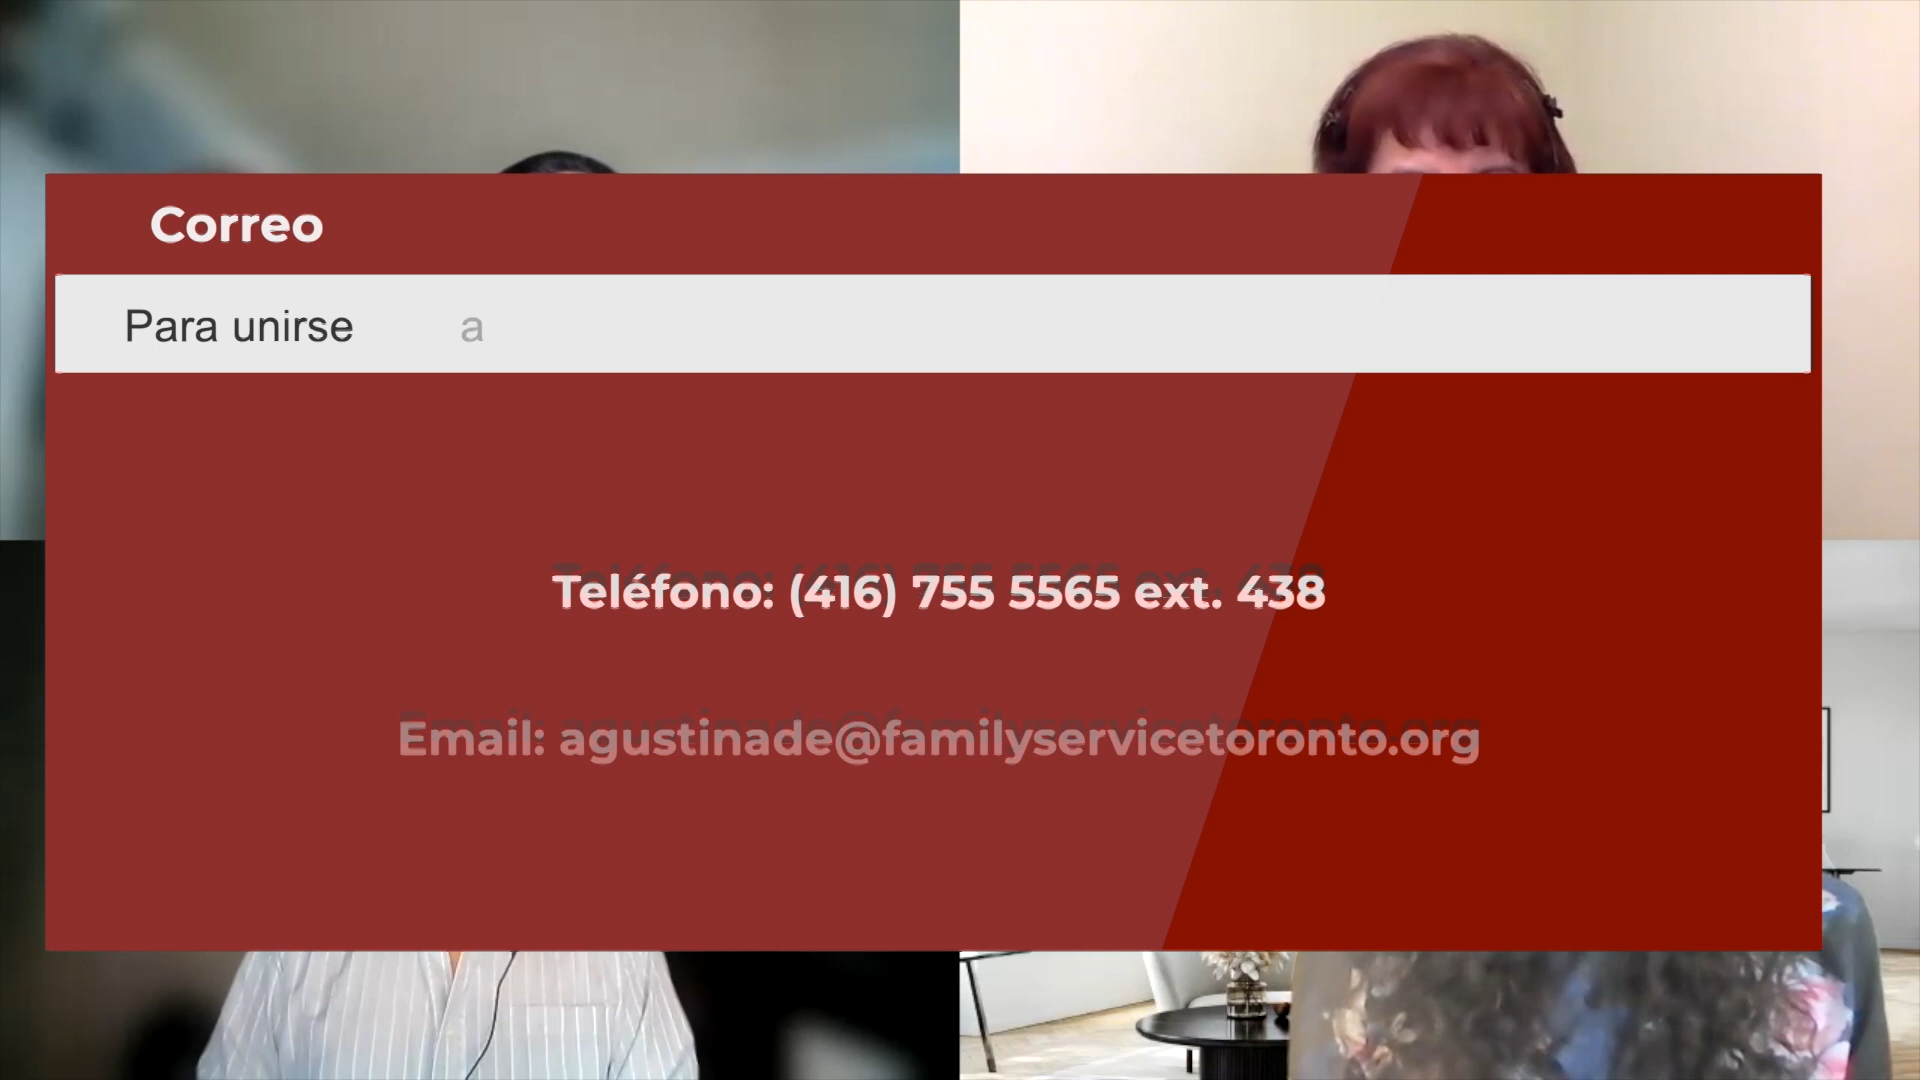 Correo
Para unirse a
Teléfono: (416) 755 5565 ext. 438
Email: agustinade@familyservicetoronto.org